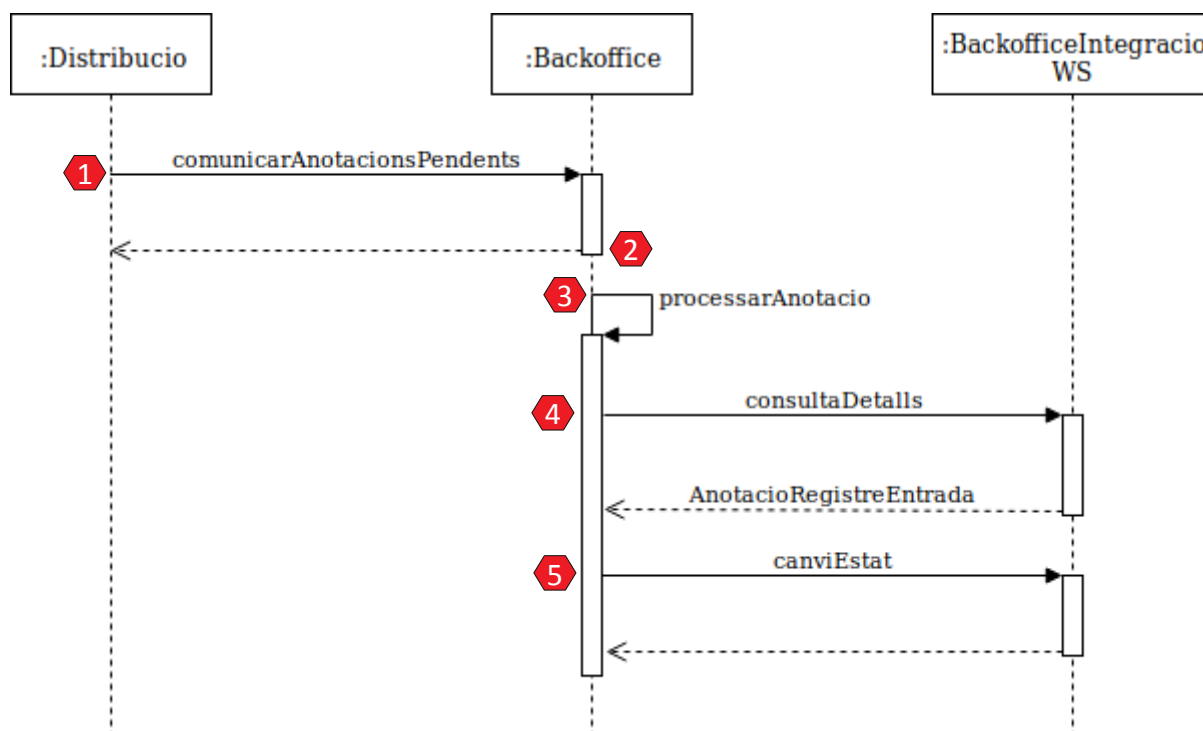 :Distribucio
:Backoffice
:BackofficeIntegracio
WS
1
comunicarAnotacionsPendents
2
3
processarAnotacio
4
consultaDetalls
AnotacioRegistreEntrada
5
canviEstat